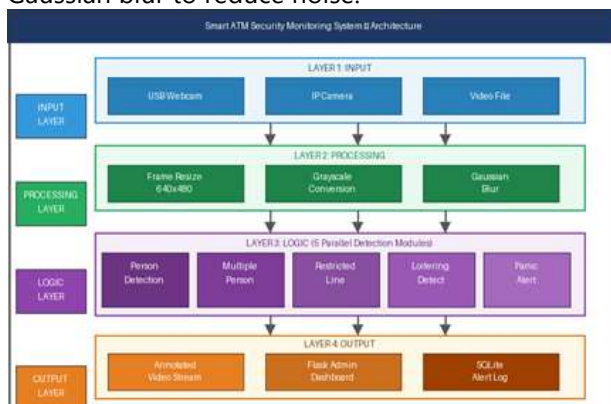 Gaussian blur to reduce noise.
Smart ATM Security Monitoring System Architecture
LAYER 1: INPUT
INPUT
LAYER
USB Webcam
IP Camera
Video File
LAYER 2: PROCESSING
PROCESSING
LAYER
Frame Resize
640x480
Grayscale
Conversion
Gaussian
Blur
LAYER 3: LOGIC (5 Parallel Detection Modules)
LOGIC
LAYER
Person
Detection
Multiple
Person
Restricted
Line
Loitering
Detect
Panic
Alert
LAYER 4: OUTPUT
OUTPUT
LAYER
Annotated
Video Stream
Flask Admin
Dashboard
SQLite
Alert Log